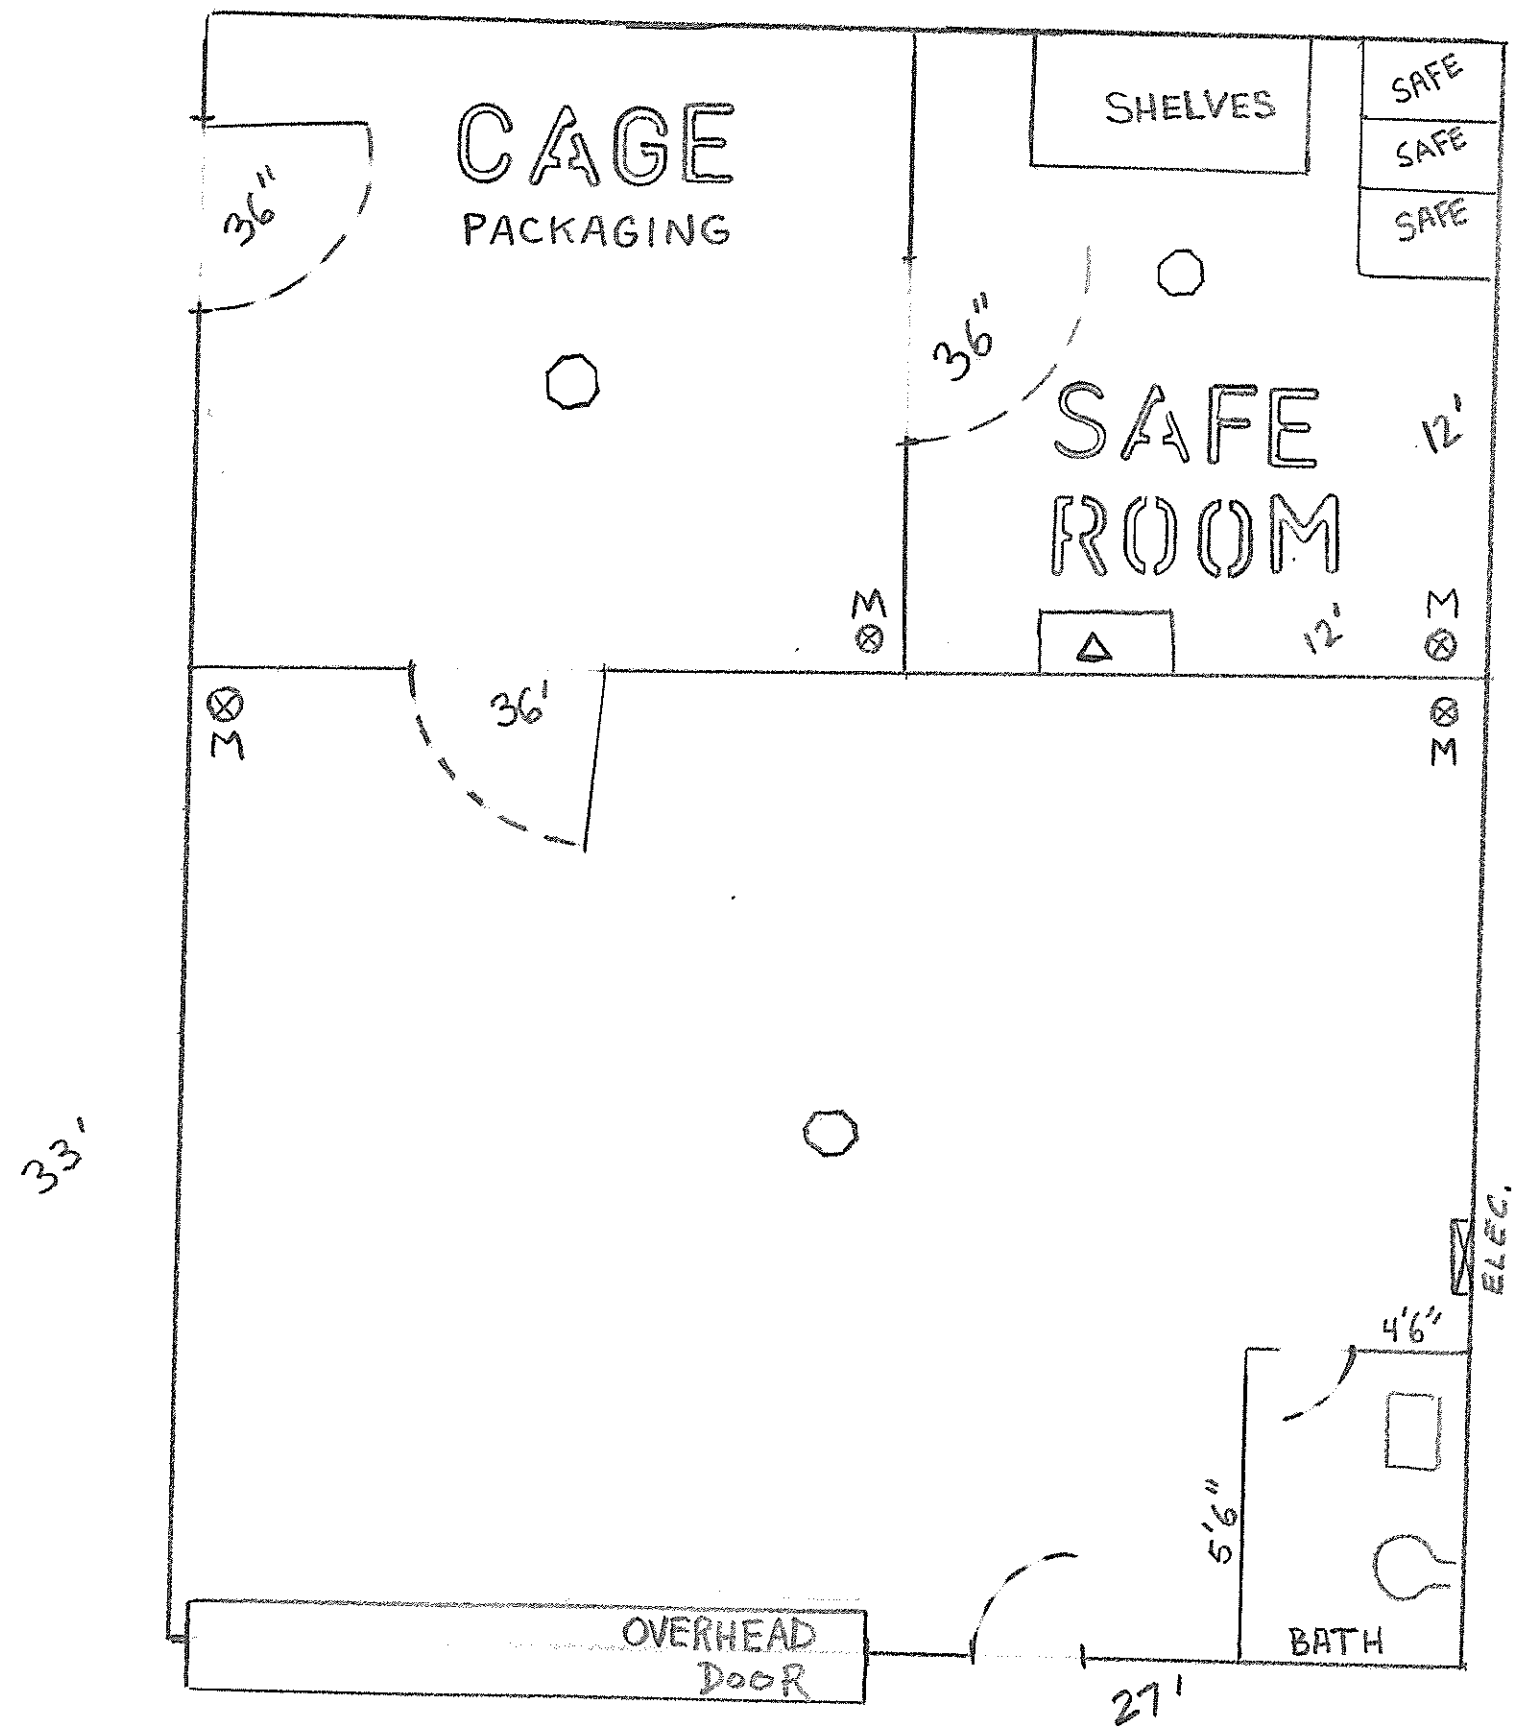 CAGE
PACKAGING
SHELVES
SAFE
SAFE
SAFE
36"
36"
SAFE
ROOM
12'
12'
M
M
36'
M
M
33'
ELEC.
4'6"
5'6"
BATH
OVERHEAD
DOOR
27'